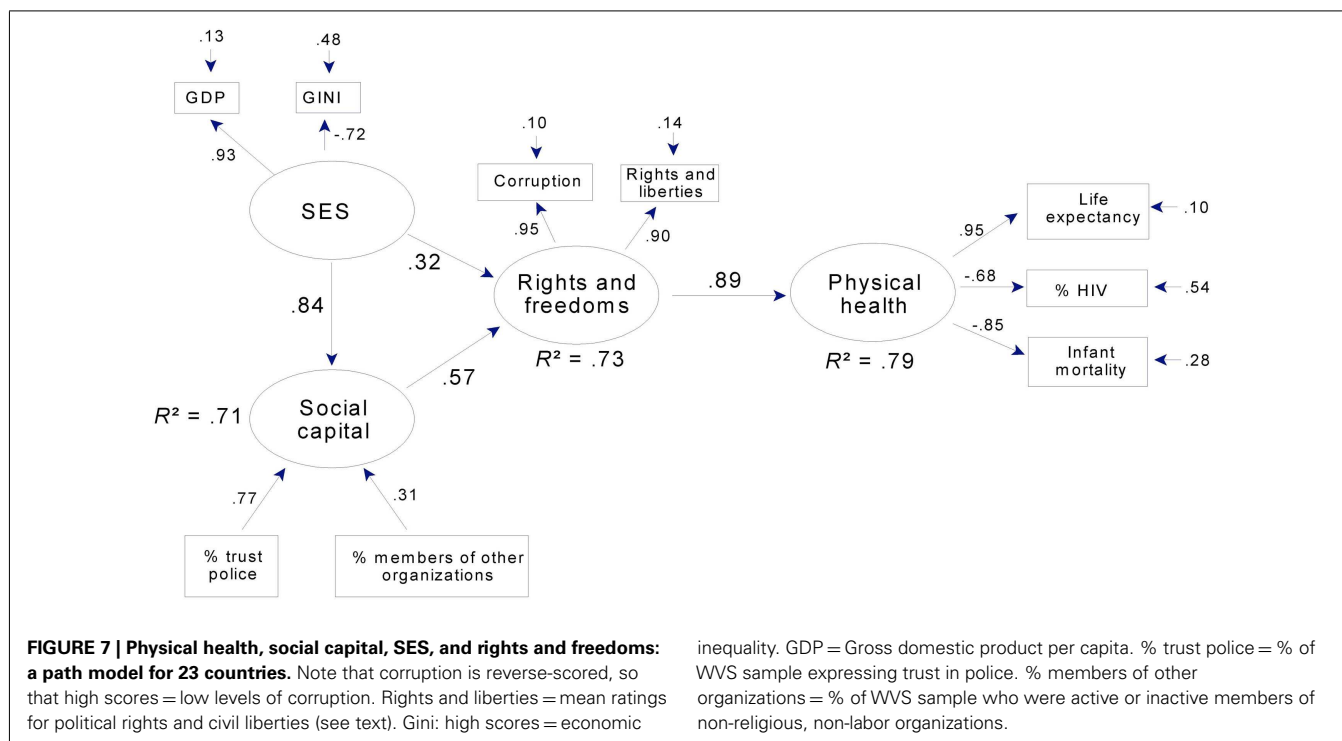 .13
.48
GDP
GINI
.93
-.72
SES
.10
.14
Corruption
Rights and
liberties
.95
.90
.32
.84
Rights and
freedoms
R² = .73
.89
Physical
health
R² = .79
.95
Life
expectancy
.10
-.68
% HIV
.54
-.85
Infant
mortality
.28
.57
R² = .71
Social
capital
.77
.31
% trust
police
% members of other
organizations
FIGURE 7 | Physical health, social capital, SES, and rights and freedoms:
a path model for 23 countries. Note that corruption is reverse-scored, so
that high scores = low levels of corruption. Rights and liberties = mean ratings
for political rights and civil liberties (see text). Gini: high scores = economic
inequality. GDP = Gross domestic product per capita. % trust police = % of
WVS sample expressing trust in police. % members of other
organizations = % of WVS sample who were active or inactive members of
non-religious, non-labor organizations.